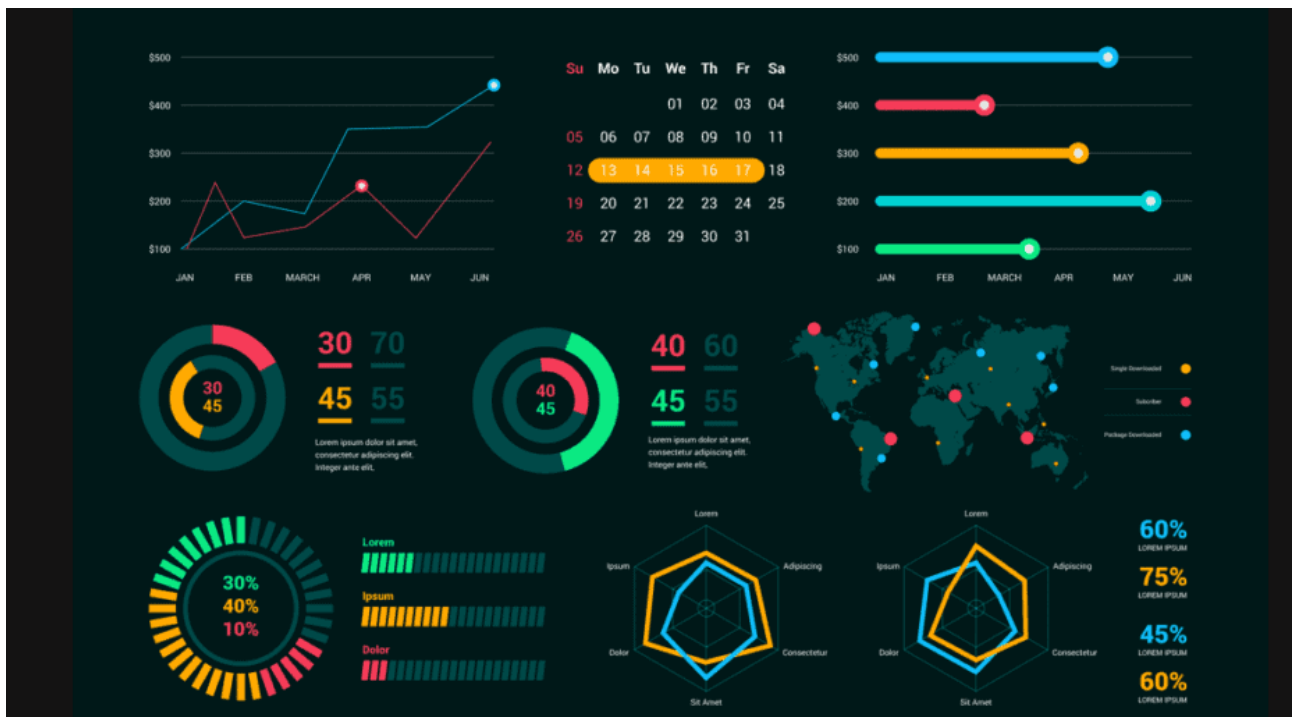 $500
$400
$300
$200
$100
JAN FEB MARCH APR MAY JUN
Su Mo Tu We Th Fr Sa
01 02 03 04
05 06 07 08 09 10 11
12 13 14 15 16 17 18
19 20 21 22 23 24 25
26 27 28 29 30 31
$500
$400
$300
$200
$100
JAN FEB MARCH APR MAY JUN
30
45
30 70
45 55
Lorem ipsum dolor sit amet,
consectetur adipiscing elit.
Integer ante elit,
40
45
40 60
45 55
Lorem ipsum dolor sit amet,
consectetur adipiscing elit.
Integer ante elit,
Single Downloaded
Subscriber
Package Downloaded
30%
40%
10%
Lorem
Ipsum
Dolor
Lorem
Ipsum Adipiscing
Dolor Consectetur
Sit Amet
Lorem
Ipsum Adipiscing
Dolor Consectetur
Sit Amet
60%
LOREM IPSUM
75%
LOREM IPSUM
45%
LOREM IPSUM
60%
LOREM IPSUM